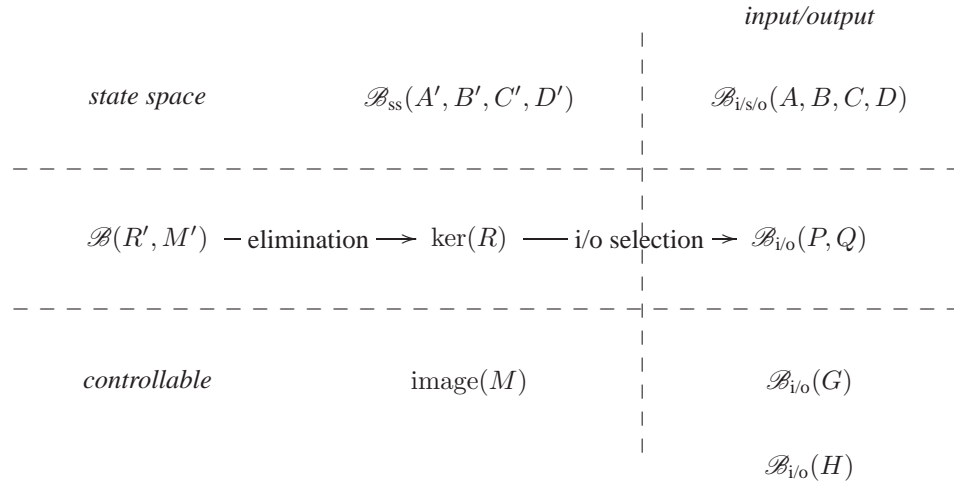 input/output
state space ℬss(A′, B′, C′, D′) ℬi/s/o(A, B, C, D)
ℬ(R′, M′) elimination ker(R) i/o selection ℬi/o(P, Q)
controllable image(M) ℬi/o(G)
ℬi/o(H)